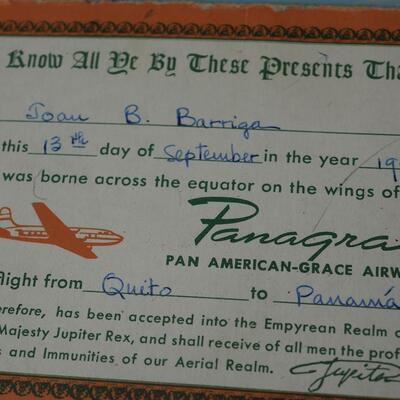 Know All Ye By These Presents Tha
Joan B. Barriga
this 13th day of September in the year 19
was borne across the equator on the wings of
Panagra
PAN AMERICAN-GRACE AIRW
flight from Quito to Panamá
erefore, has been accepted into the Empyrean Realm o
Majesty Jupiter Rex, and shall receive of all men the prof
s and Immunities of our Aerial Realm. Jupiter